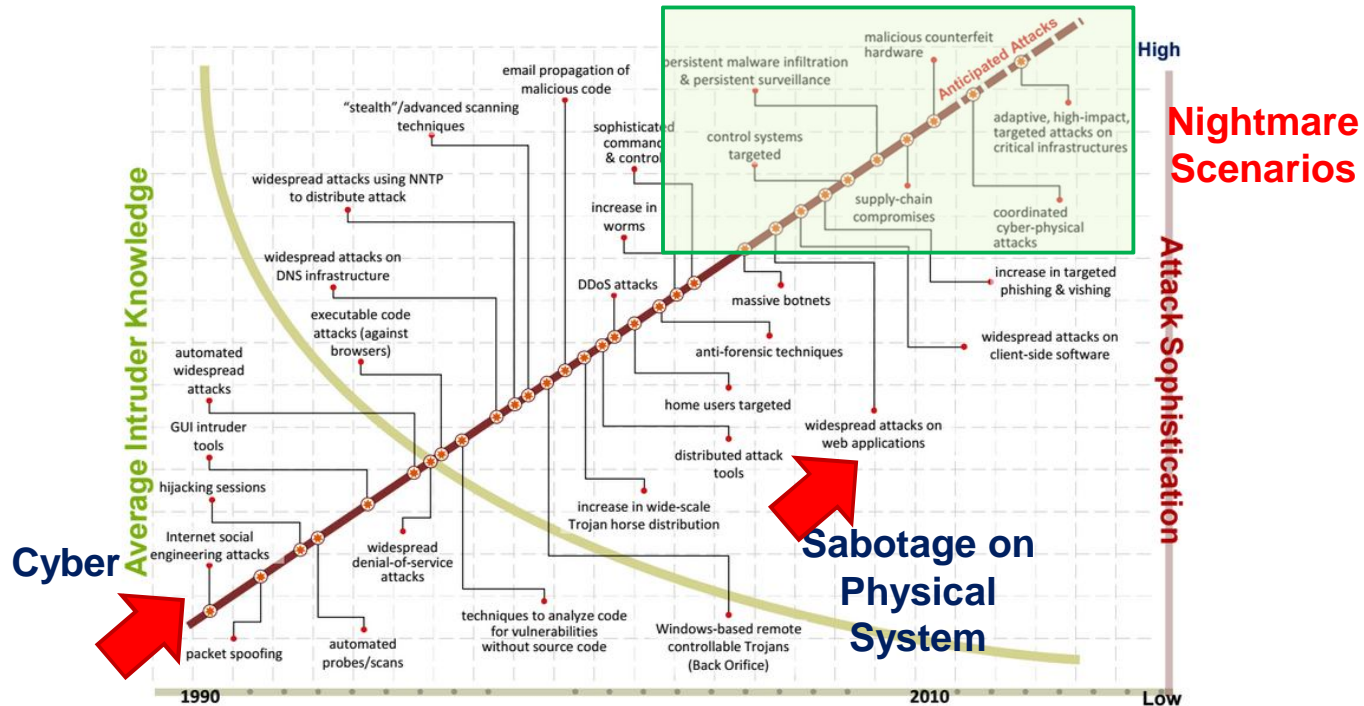 High
Nightmare
Scenarios
Attack Sophistication
Low
Average Intruder Knowledge
Cyber
1990
2010
Anticipated Attacks
malicious counterfeit
hardware
persistent malware infiltration
& persistent surveillance
adaptive, high-impact,
targeted attacks on
critical infrastructures
control systems
targeted
supply-chain
compromises
coordinated
cyber-physical
attacks
email propagation of
malicious code
"stealth"/advanced scanning
techniques
sophisticated
command
& control
widespread attacks using NNTP
to distribute attack
increase in
worms
widespread attacks on
DNS infrastructure
DDoS attacks
massive botnets
increase in targeted
phishing & vishing
executable code
attacks (against
browsers)
anti-forensic techniques
widespread attacks on
client-side software
automated
widespread
attacks
home users targeted
GUI intruder
tools
widespread attacks on
web applications
distributed attack
tools
hijacking sessions
increase in wide-scale
Trojan horse distribution
Internet social
engineering attacks
widespread
denial-of-service
attacks
Sabotage on
Physical
System
techniques to analyze code
for vulnerabilities
without source code
Windows-based remote
controllable Trojans
(Back Orifice)
packet spoofing
automated
probes/scans